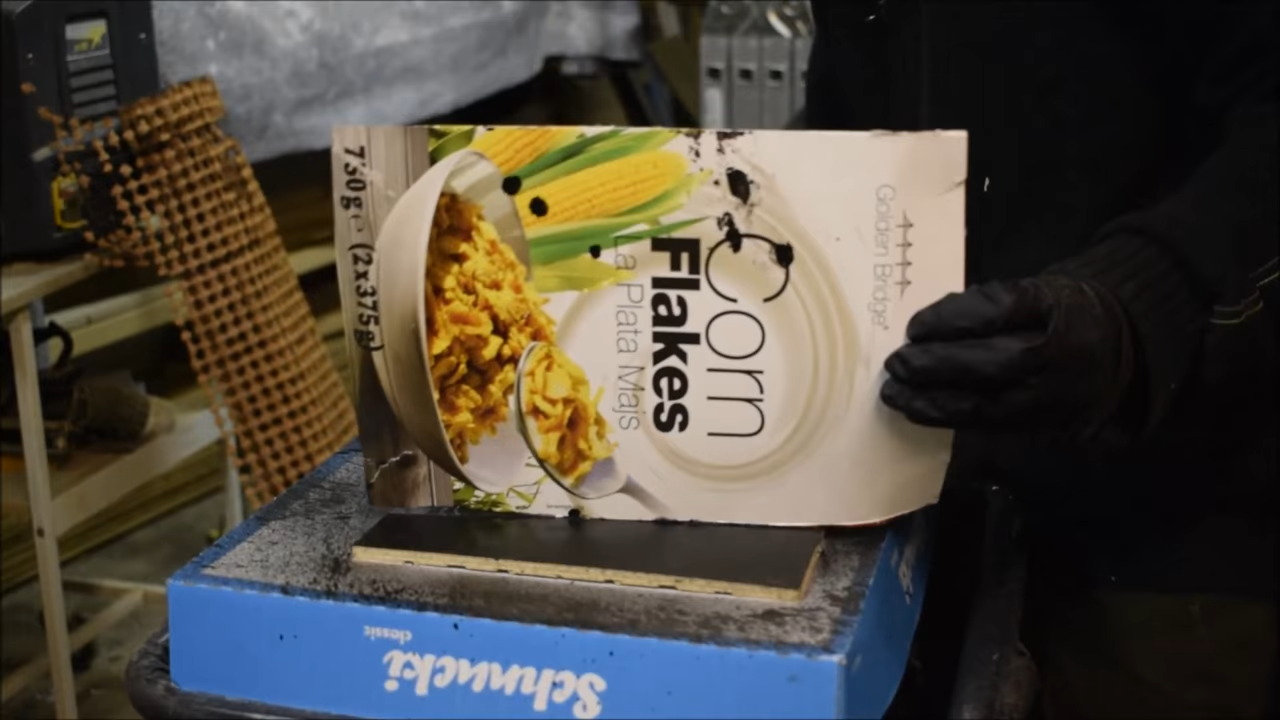 Golden Bridge®
Corn
Flakes
La Plata Majs
750g e (2x375g)
Schnucki
classic